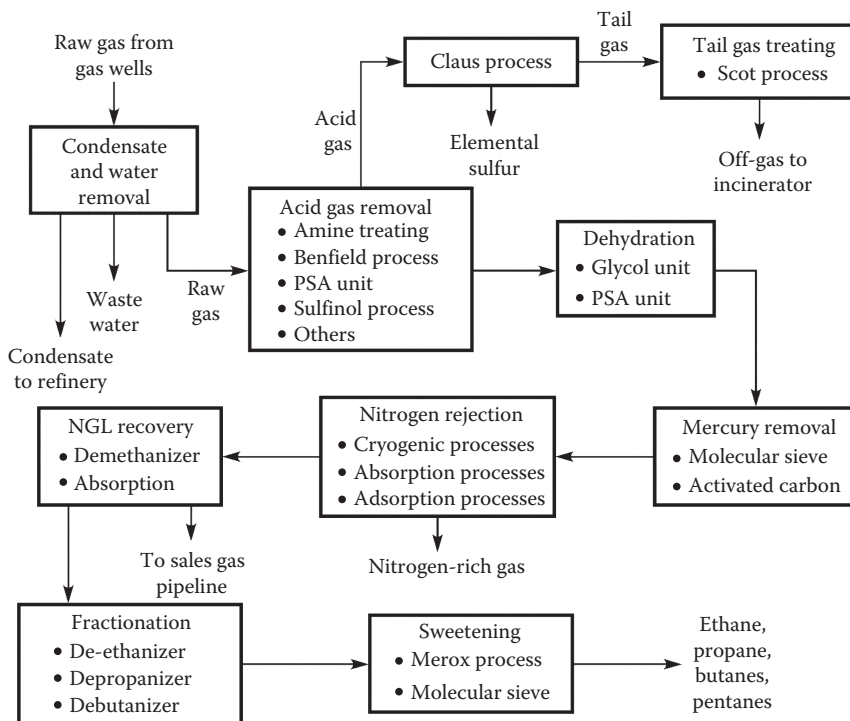 Raw gas from
gas wells
Condensate
and water
removal
Waste
water
Condensate
to refinery
Raw
gas
Acid gas removal
• Amine treating
• Benfield process
• PSA unit
• Sulfinol process
• Others
Acid
gas
Claus process
Elemental
sulfur
Tail
gas
Tail gas treating
• Scot process
Off-gas to
incinerator
Dehydration
• Glycol unit
• PSA unit
Mercury removal
• Molecular sieve
• Activated carbon
Nitrogen rejection
• Cryogenic processes
• Absorption processes
• Adsorption processes
Nitrogen-rich gas
NGL recovery
• Demethanizer
• Absorption
To sales gas
pipeline
Fractionation
• De-ethanizer
• Depropanizer
• Debutanizer
Sweetening
• Merox process
• Molecular sieve
Ethane,
propane,
butanes,
pentanes